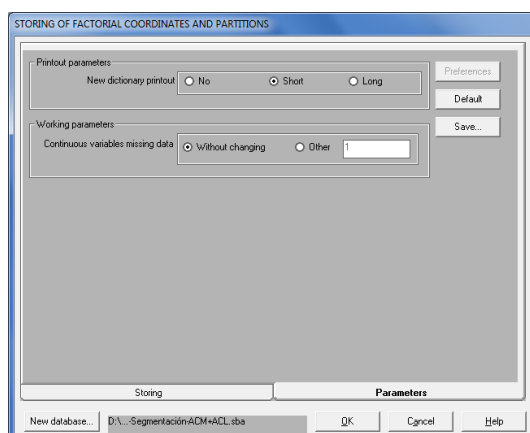 STORING OF FACTORIAL COORDINATES AND PARTITIONS
Printout parameters
New dictionary printout No Short Long
Preferences
Default
Save...
Working parameters
Continuous variables missing data Without changing Other 1
Storing Parameters
New database... D:\...-Segmentación-ACM+ACL.sba OK Cancel Help